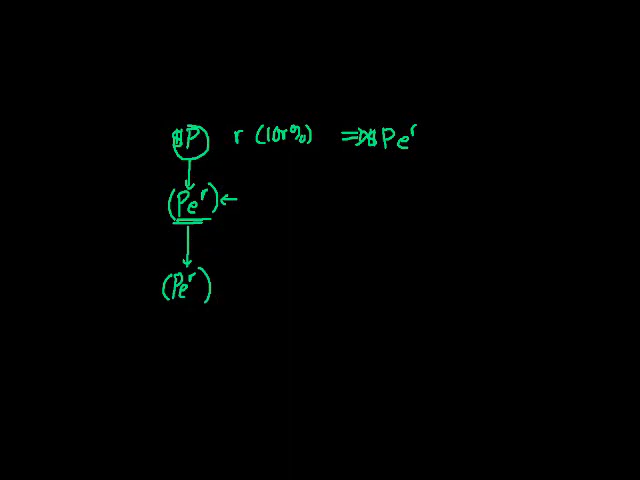 $P r (10r%) ⇒ $Pe^r
(Pe^r) ←
(Pe^r)